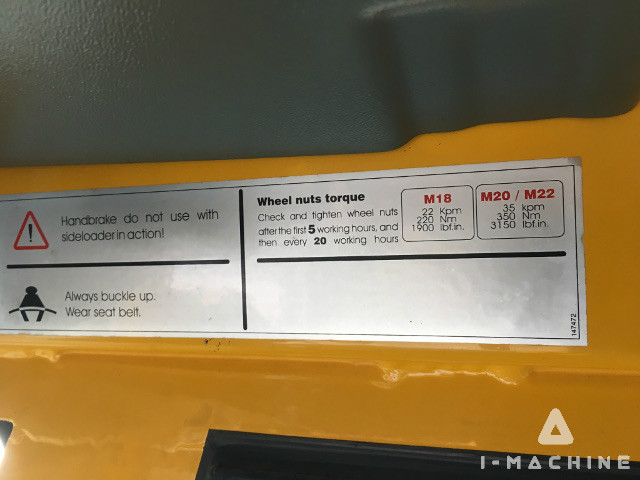 Handbrake do not use with
sideloader in action!
Always buckle up.
Wear seat belt.
Wheel nuts torque
Check and tighten wheel nuts
after the first 5 working hours, and
then every 20 working hours
M18
22 Kpm
220 Nm
1900 lbf.in.
M20 / M22
35 kpm
350 Nm
3150 lbf.in.
147472
I-MACHINE